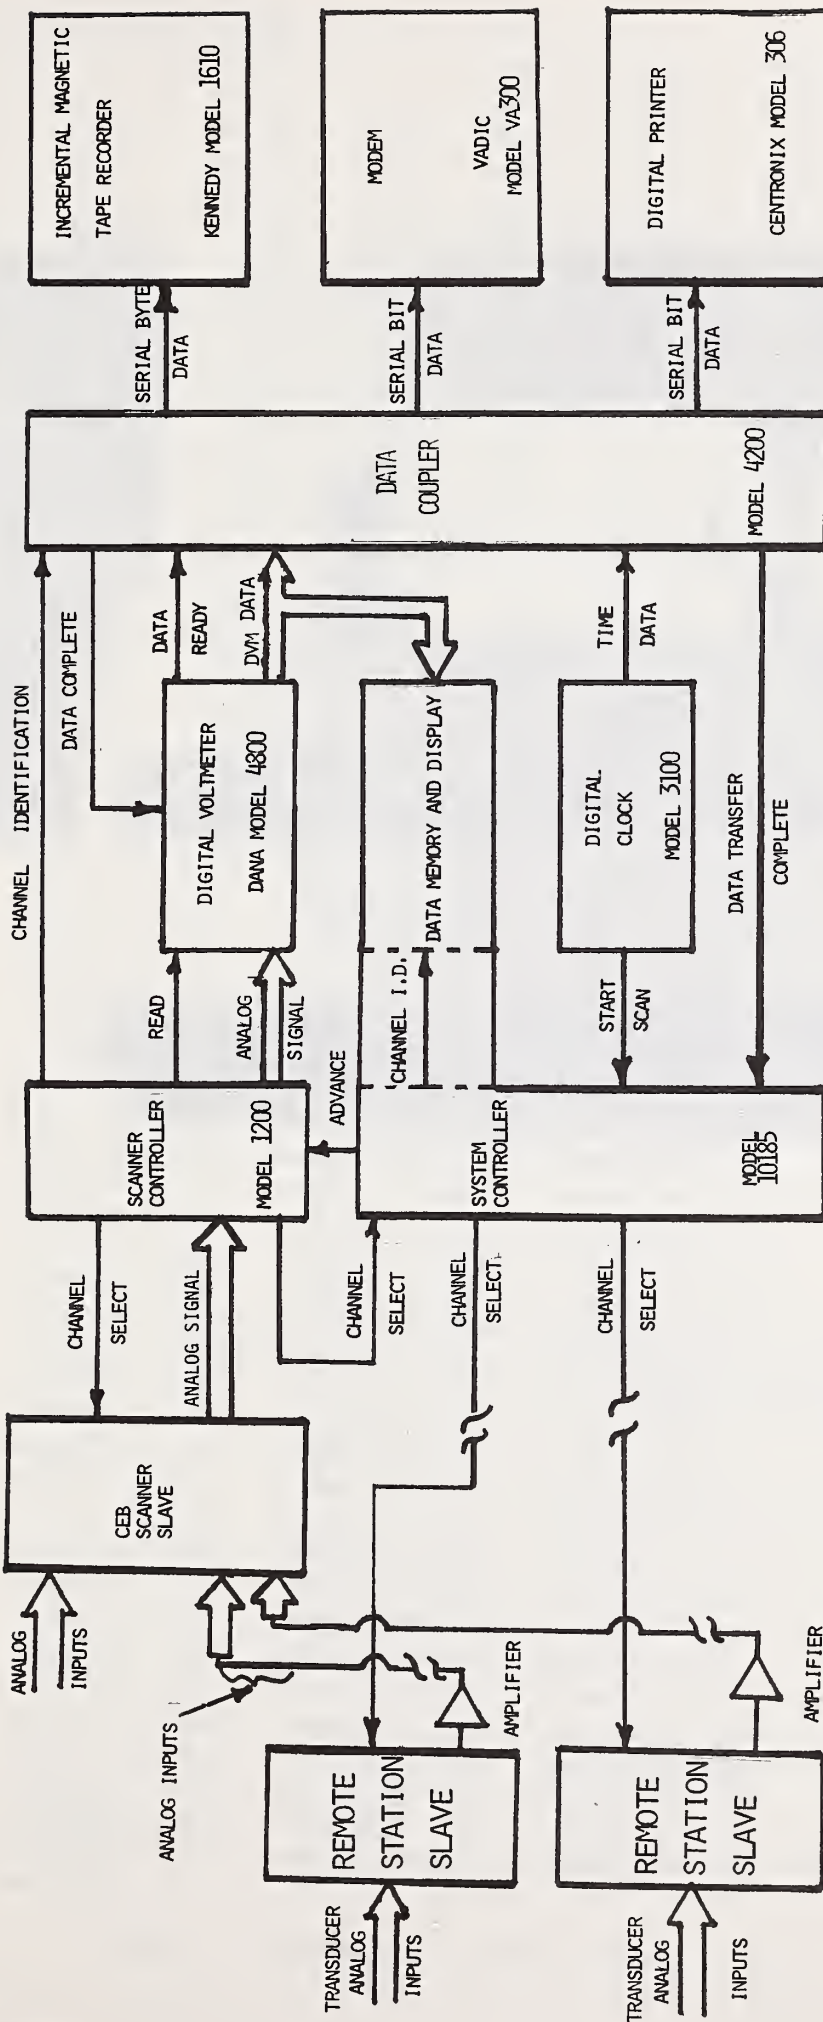 INCREMENTAL MAGNETIC
TAPE RECORDER
KENNEDY MODEL 1610
MODEM
VADIC
MODEL VA300
DIGITAL PRINTER
CENTRONIX MODEL 306
SERIAL BYTE
DATA
SERIAL BIT
DATA
SERIAL BIT
DATA
DATA
COUPLER
MODEL 4200
CHANNEL IDENTIFICATION
DATA COMPLETE
DATA
READY
DVM DATA
TIME
DATA
DATA TRANSFER
COMPLETE
DIGITAL VOLTMETER
DANA MODEL 4800
DATA MEMORY AND DISPLAY
DIGITAL
CLOCK
MODEL 3100
READ
ANALOG
SIGNAL
CHANNEL I.D.
START
SCAN
ADVANCE
SCANNER
CONTROLLER
MODEL 1200
SYSTEM
CONTROLLER
MODEL
10185
CHANNEL
SELECT
ANALOG SIGNAL
CHANNEL
SELECT
CHANNEL
SELECT
CHANNEL
SELECT
CEB
SCANNER
SLAVE
ANALOG
INPUTS
ANALOG INPUTS
AMPLIFIER
AMPLIFIER
REMOTE
STATION
SLAVE
REMOTE
STATION
SLAVE
TRANSDUCER
ANALOG
INPUTS
TRANSDUCER
ANALOG
INPUTS